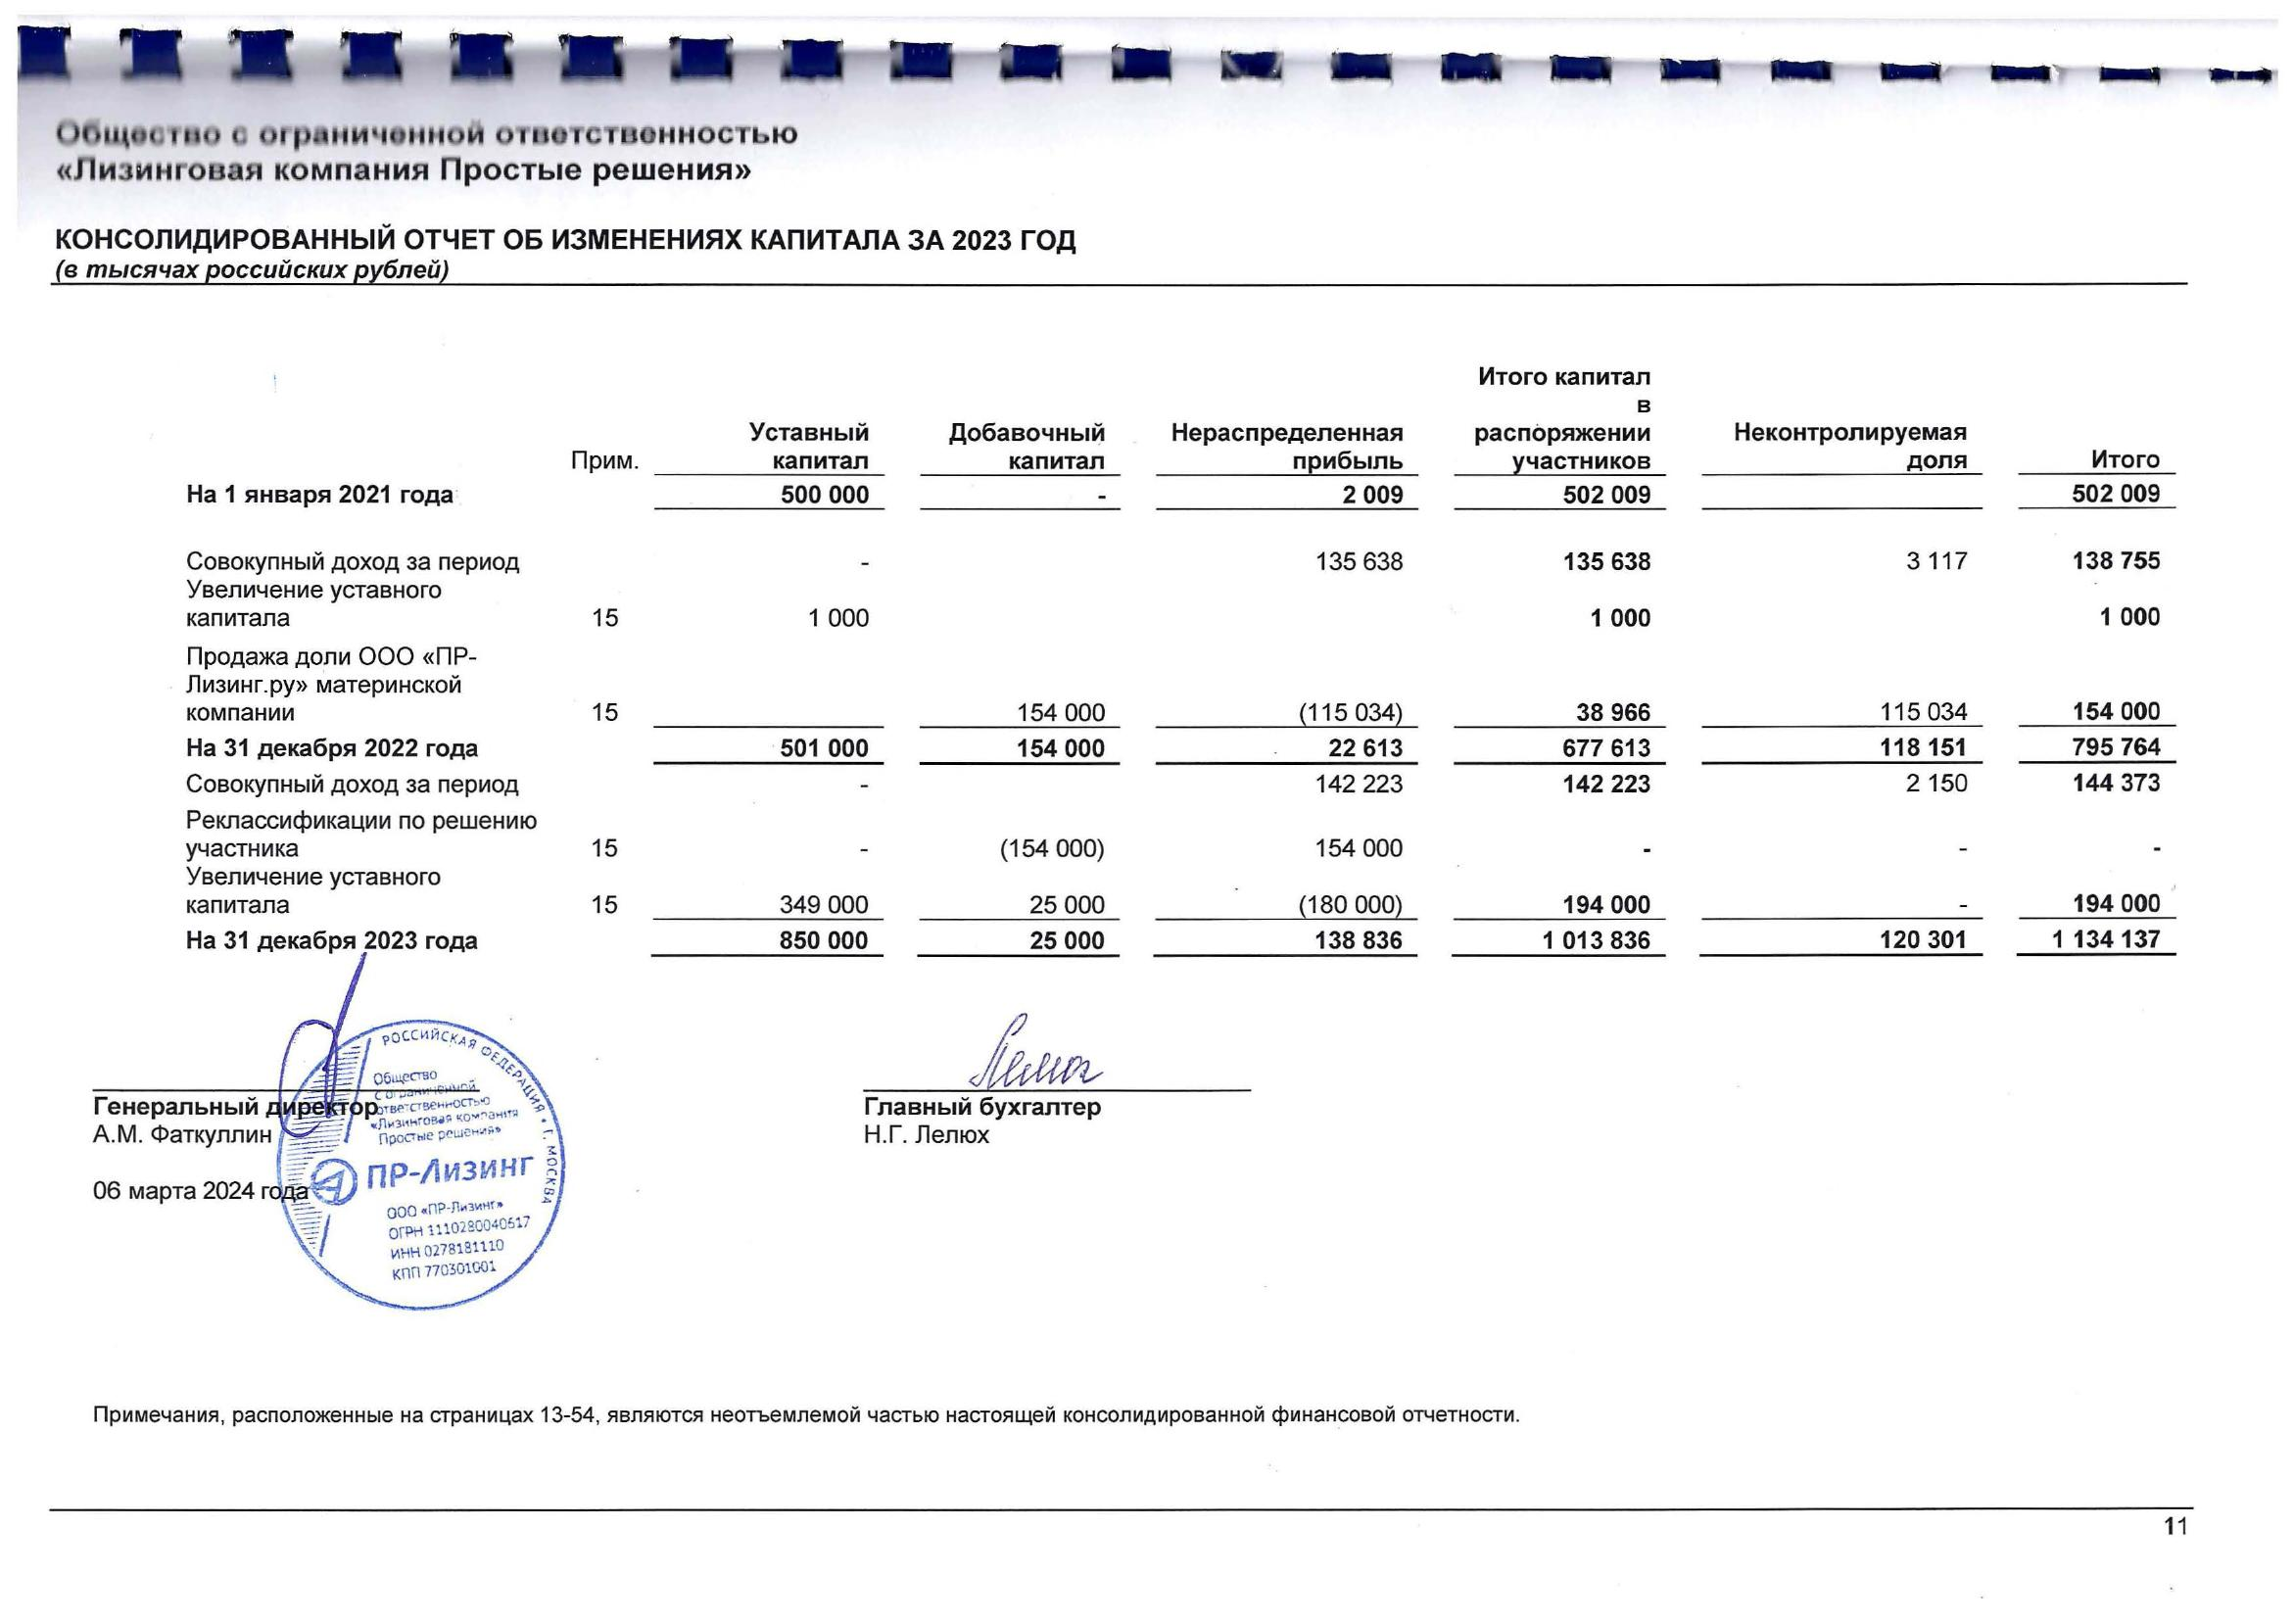 Общество с ограниченной ответственностью
«Лизинговая компания Простые решения»
КОНСОЛИДИРОВАННЫЙ ОТЧЕТ ОБ ИЗМЕНЕНИЯХ КАПИТАЛА ЗА 2023 ГОД
(в тысячах российских рублей)
Итого капитал
в
Уставный Добавочный Нераспределенная распоряжении Неконтролируемая
Прим. капитал капитал прибыль участников доля Итого
На 1 января 2021 года 500 000 - 2 009 502 009 502 009
Совокупный доход за период - 135 638 135 638 3 117 138 755
Увеличение уставного
капитала 15 1 000 1 000 1 000
Продажа доли ООО «ПР-
Лизинг.ру» материнской
компании 15 154 000 (115 034) 38 966 115 034 154 000
На 31 декабря 2022 года 501 000 154 000 22 613 677 613 118 151 795 764
Совокупный доход за период - 142 223 142 223 2 150 144 373
Реклассификации по решению
участника 15 - (154 000) 154 000 - - -
Увеличение уставного
капитала 15 349 000 25 000 (180 000) 194 000 - 194 000
На 31 декабря 2023 года 850 000 25 000 138 836 1 013 836 120 301 1 134 137
Генеральный директор
А.М. Фаткуллин
06 марта 2024 года
РОССИЙСКАЯ ФЕДЕРАЦИЯ • Г. МОСКВА
Общество
с ограниченной
ответственностью
«Лизинговая компания
Простые решения»
ПР-Лизинг
ООО «ПР-Лизинг»
ОГРН 1110280040617
ИНН 0278181110
КПП 770301001
Лелюх
Главный бухгалтер
Н.Г. Лелюх
Примечания, расположенные на страницах 13-54, являются неотъемлемой частью настоящей консолидированной финансовой отчетности.
11